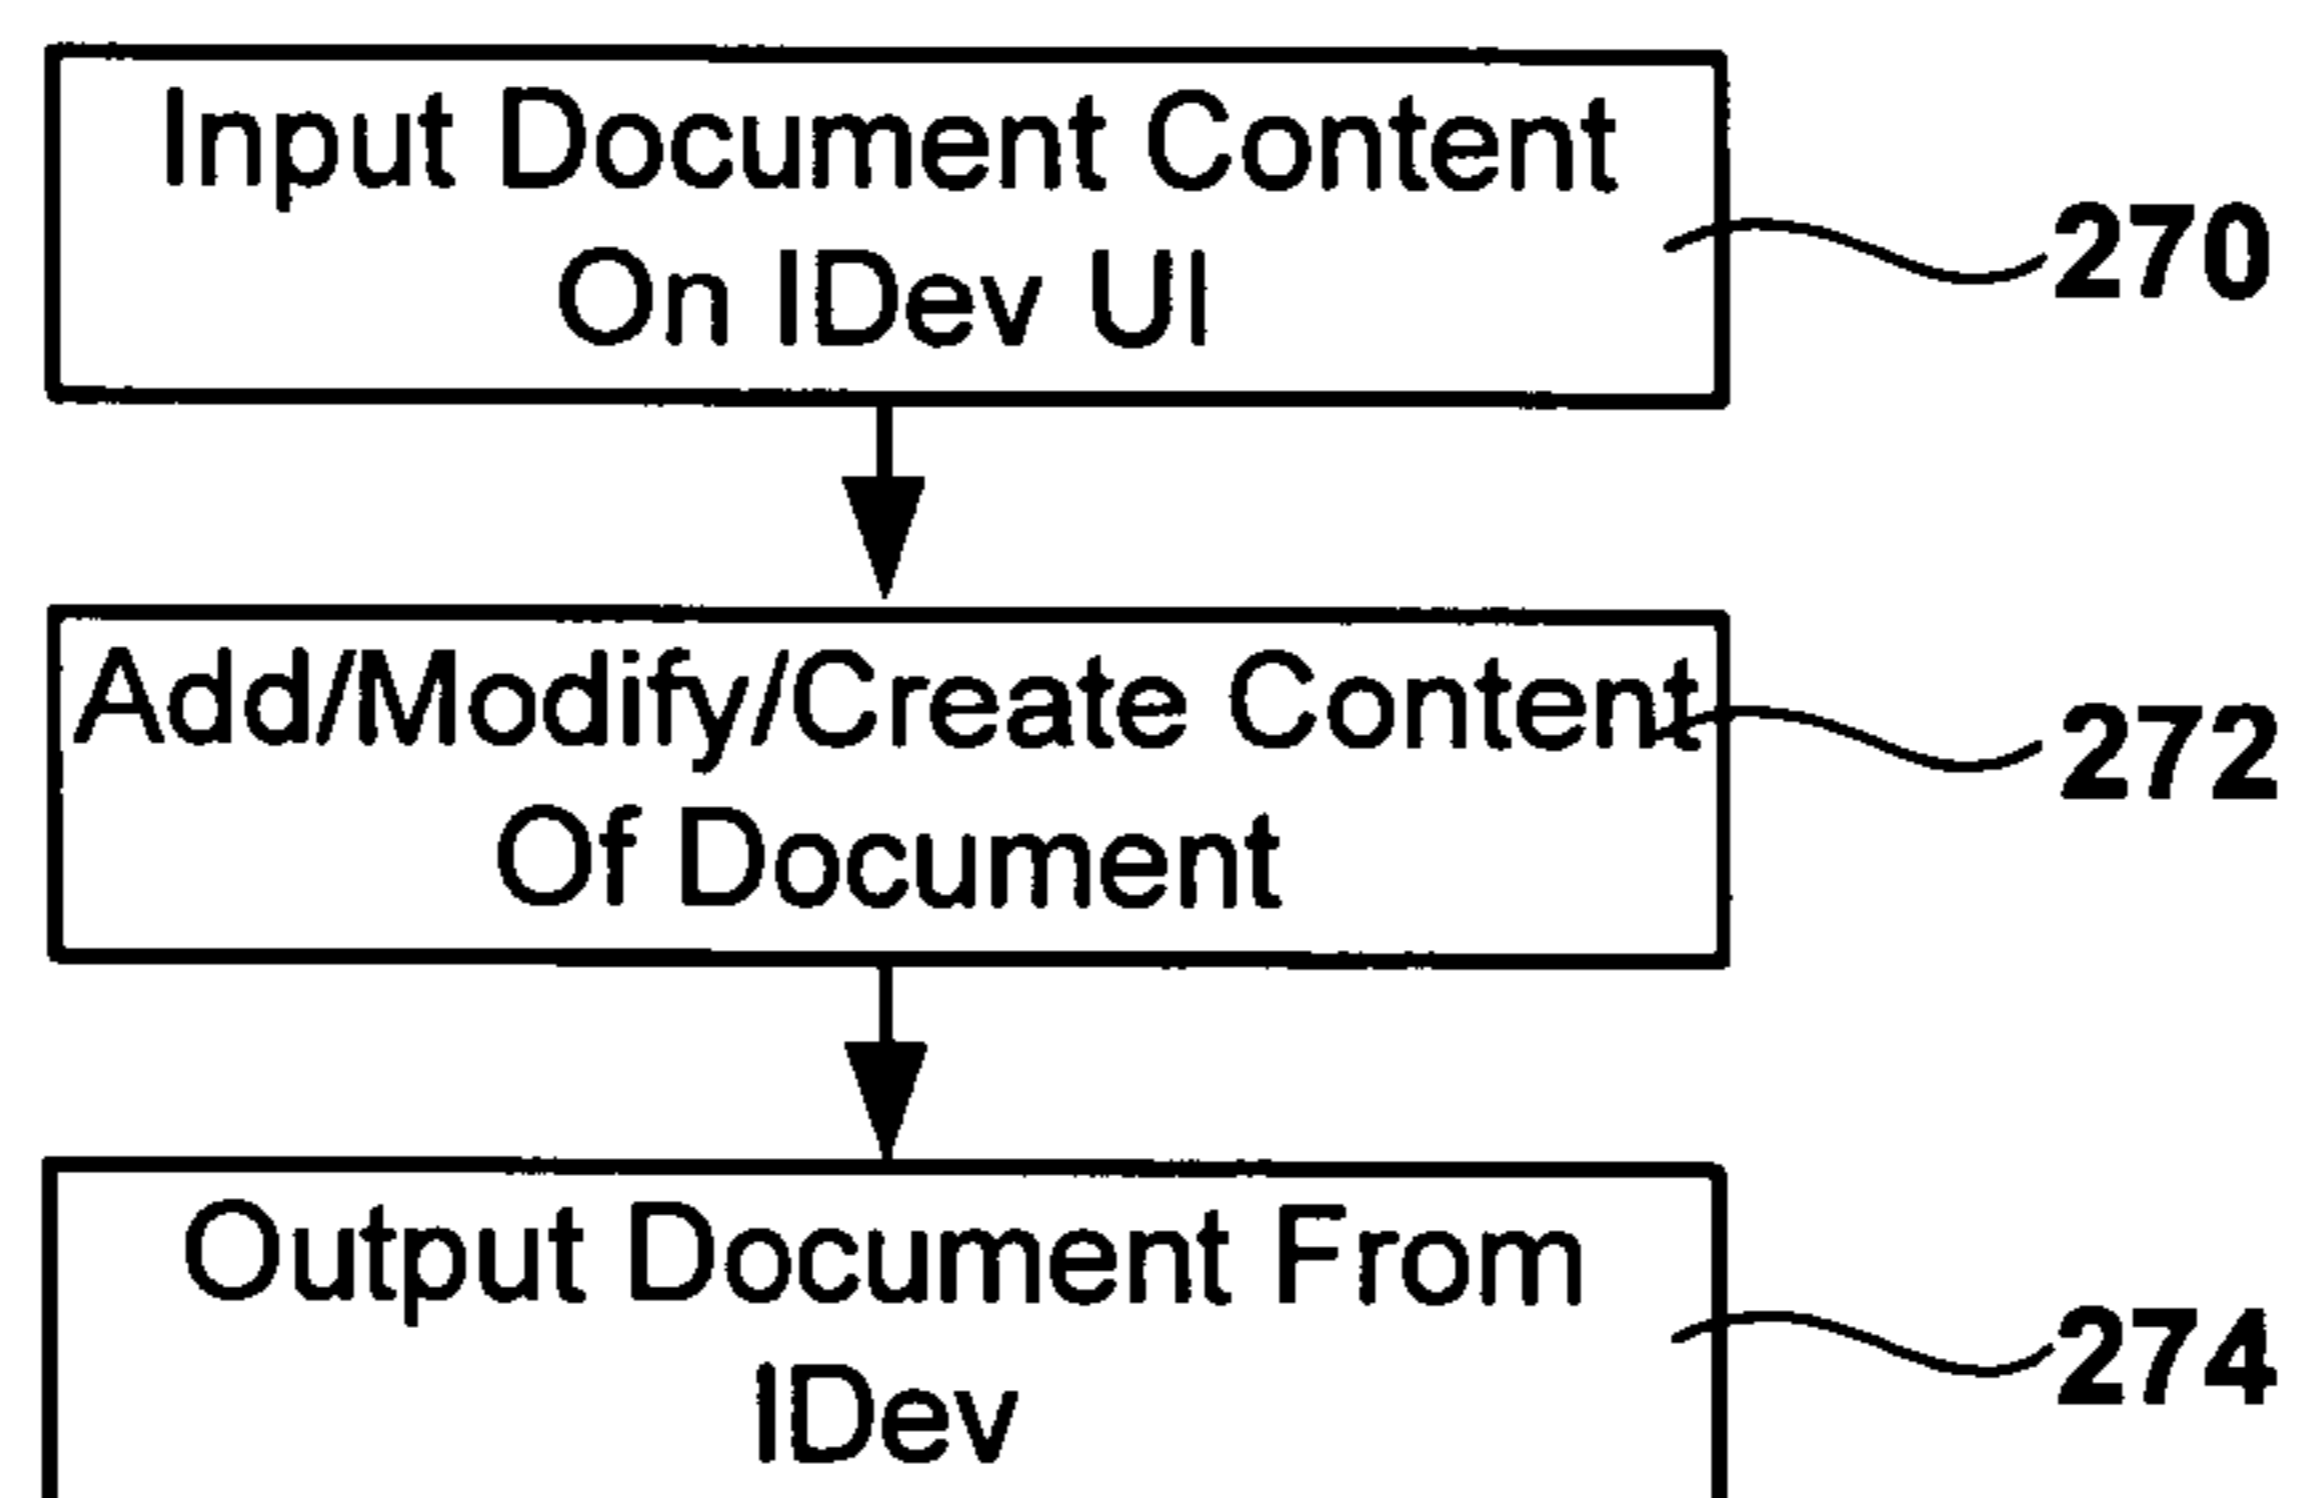 Input Document Content
On IDev UI
270
Add/Modify/Create Content
Of Document
272
Output Document From
IDev
274